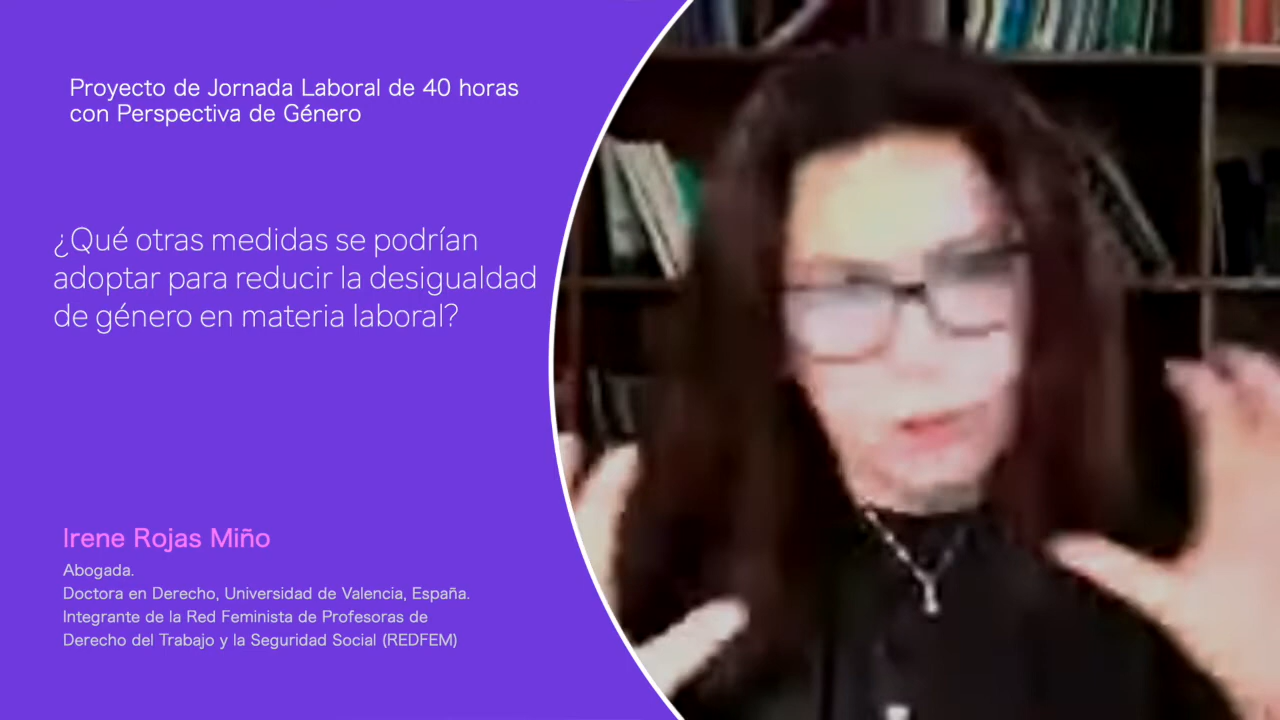 Proyecto de Jornada Laboral de 40 horas
con Perspectiva de Género
¿Qué otras medidas se podrían
adoptar para reducir la desigualdad
de género en materia laboral?
Irene Rojas Miño
Abogada.
Doctora en Derecho, Universidad de Valencia, España.
Integrante de la Red Feminista de Profesoras de
Derecho del Trabajo y la Seguridad Social (REDFEM)